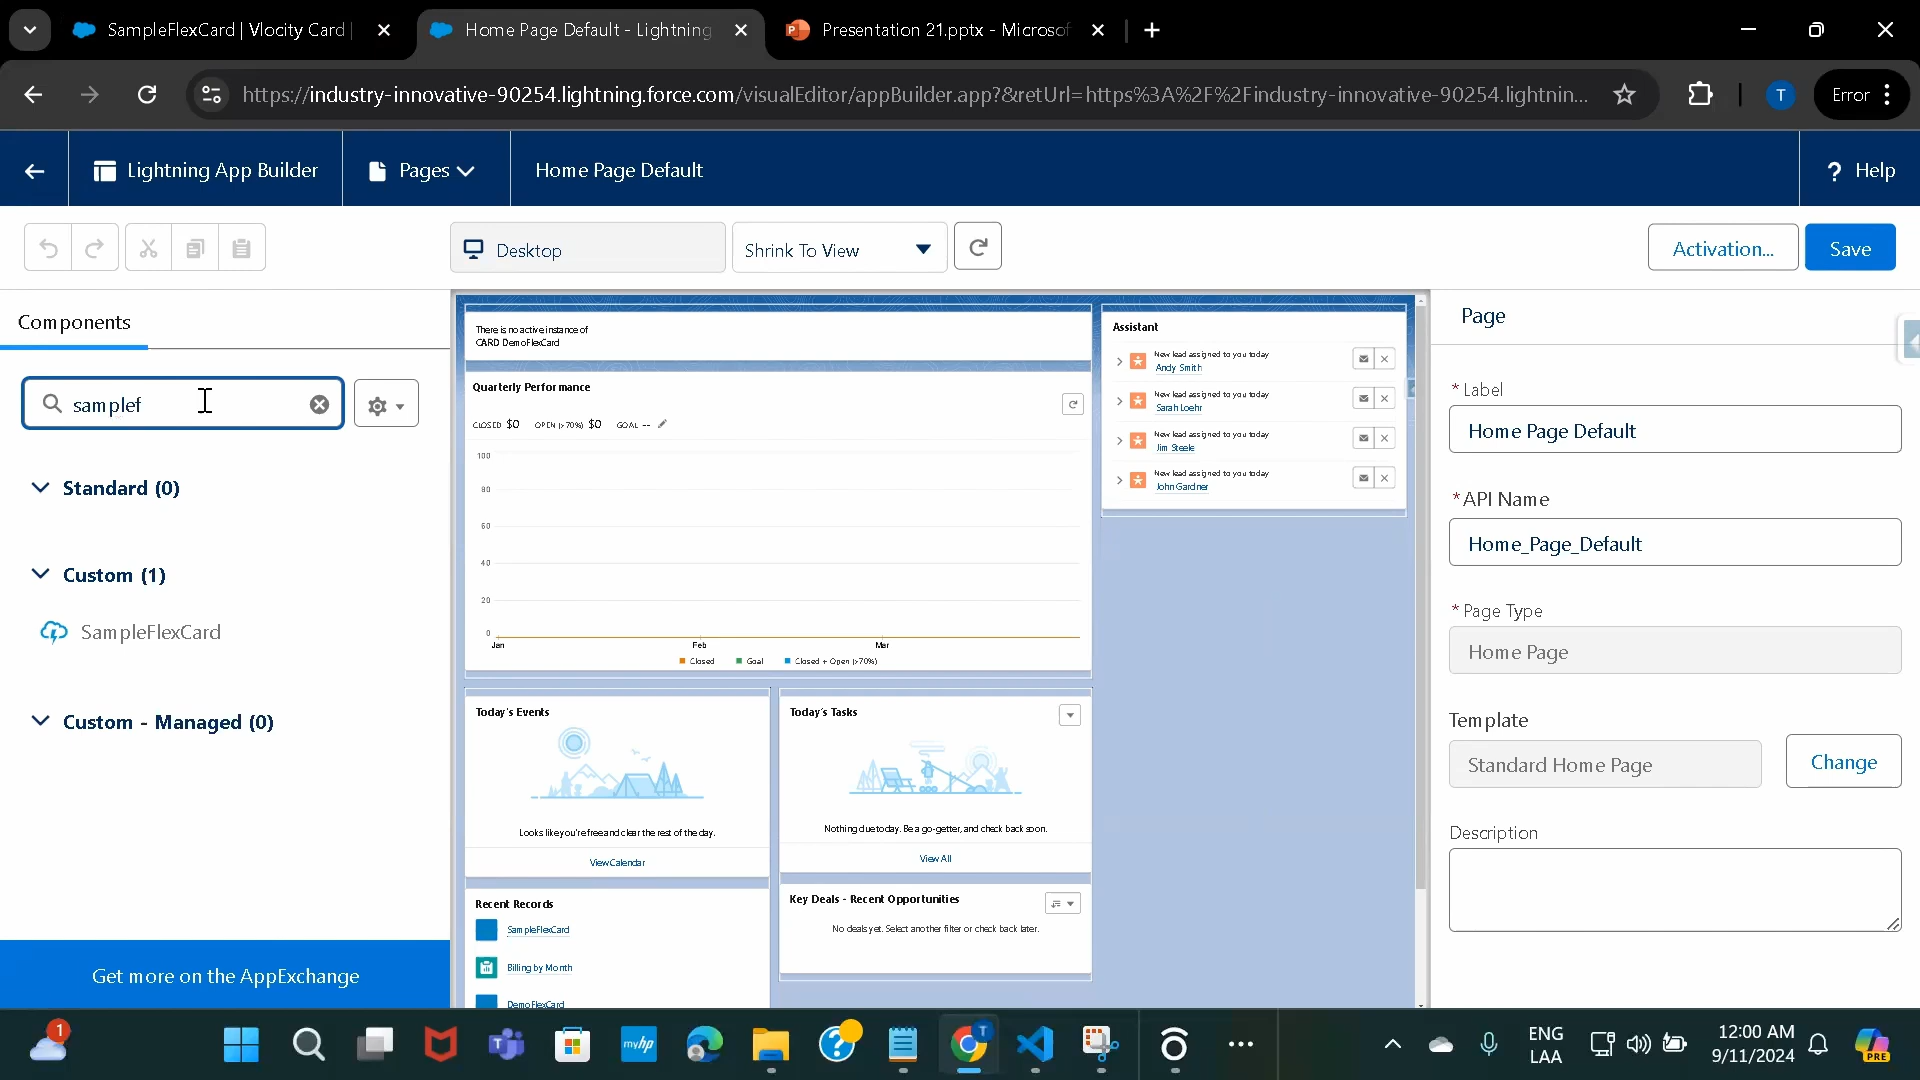 SampleFlexCard | Vlocity Card |
Home Page Default - Lightning
Presentation 21.pptx - Microsof
https://industry-innovative-90254.lightning.force.com/visualEditor/appBuilder.app?&retUrl=https%3A%2F%2Findustry-innovative-90254.lightnin...
T
Error
Lightning App Builder
Pages
Home Page Default
? Help
Desktop
Shrink To View
Activation...
Save
Components
samplef
Standard (0)
Custom (1)
SampleFlexCard
Custom - Managed (0)
Get more on the AppExchange
There is no active instance of
CARD DemoFlexCard
Quarterly Performance
CLOSED $0 OPEN (>70%) $0 GOAL --
100
80
60
40
20
0
Jan Feb Mar
Closed Goal Closed + Open (>70%)
Today's Events
Looks like you're free and clear the rest of the day.
View Calendar
Today's Tasks
Nothing due today. Be a go-getter, and check back soon.
View All
Recent Records
SampleFlexCard
Billing by Month
DemoFlexCard
Key Deals - Recent Opportunities
No deals yet. Select another filter or check back later.
Assistant
New lead assigned to you today
Andy Smith
New lead assigned to you today
Sarah Loehr
New lead assigned to you today
Jim Steele
New lead assigned to you today
John Gardner
Page
*Label
Home Page Default
*API Name
Home_Page_Default
*Page Type
Home Page
Template
Standard Home Page
Change
Description
1
myhp
T
ENG
LAA
12:00 AM
9/11/2024
PRE